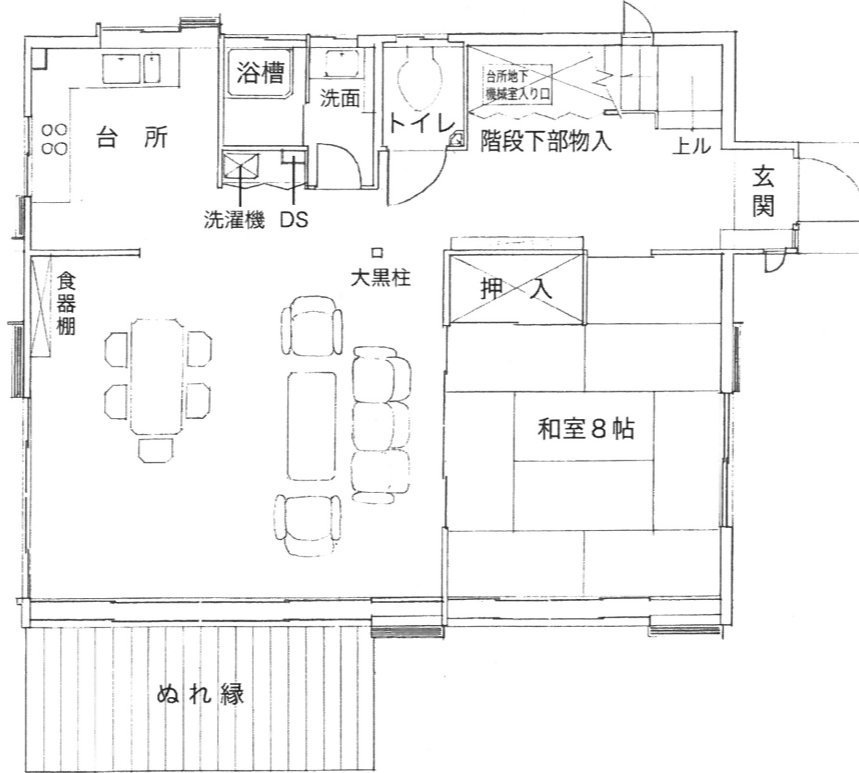 浴槽
洗面
台所
トイレ
台所地下
機械室入り口
階段下部物入
上ル
玄関
洗濯機
DS
大黒柱
食器棚
押入
和室8帖
ぬれ縁